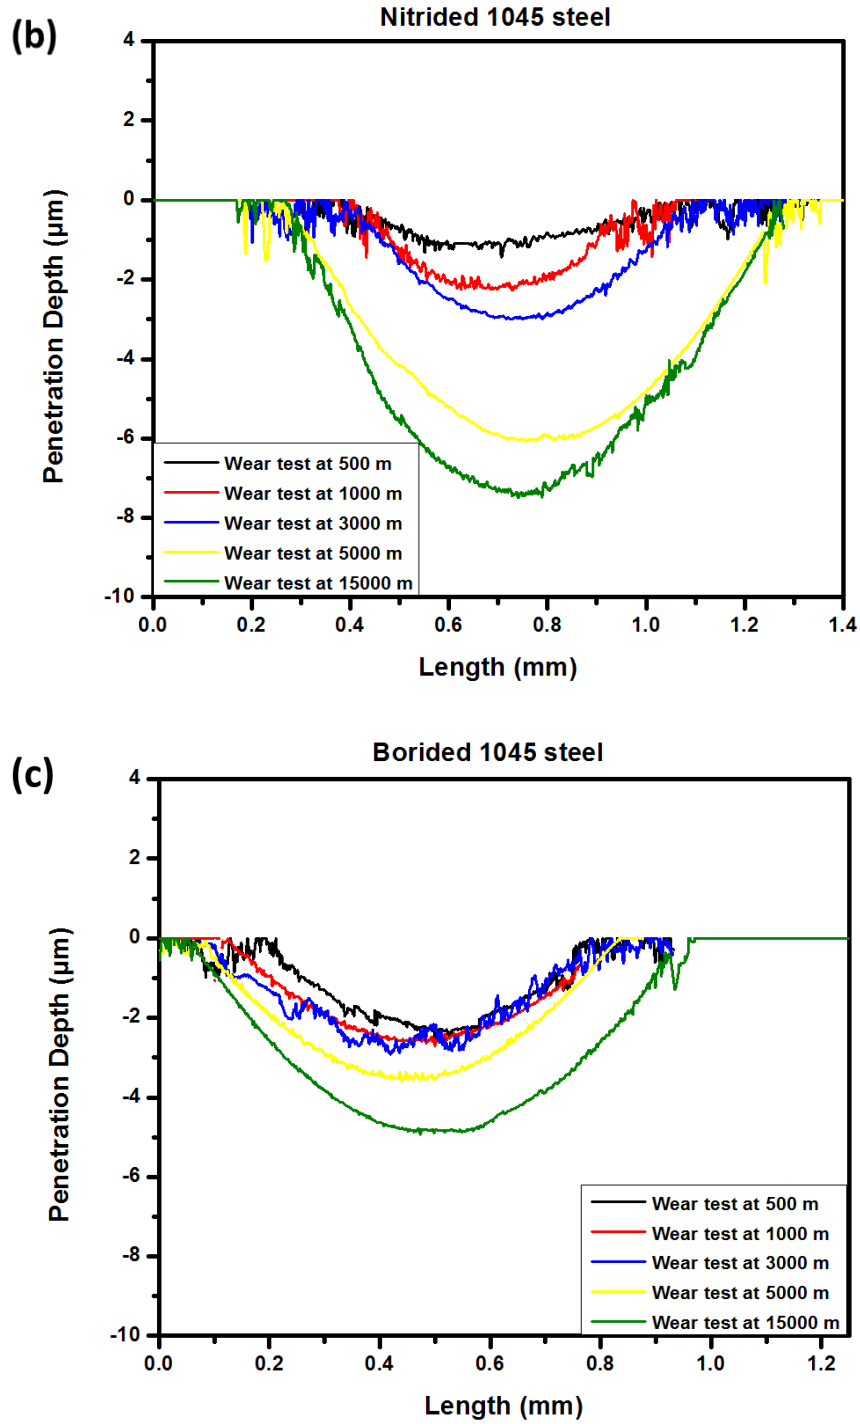 (b)
Nitrided 1045 steel
4
2
0
-2
-4
-6
-8
-10
Penetration Depth (µm)
Wear test at 500 m
Wear test at 1000 m
Wear test at 3000 m
Wear test at 5000 m
Wear test at 15000 m
0.0 0.2 0.4 0.6 0.8 1.0 1.2 1.4
Length (mm)
(c)
Borided 1045 steel
4
2
0
-2
-4
-6
-8
-10
Penetration Depth (µm)
Wear test at 500 m
Wear test at 1000 m
Wear test at 3000 m
Wear test at 5000 m
Wear test at 15000 m
0.0 0.2 0.4 0.6 0.8 1.0 1.2
Length (mm)